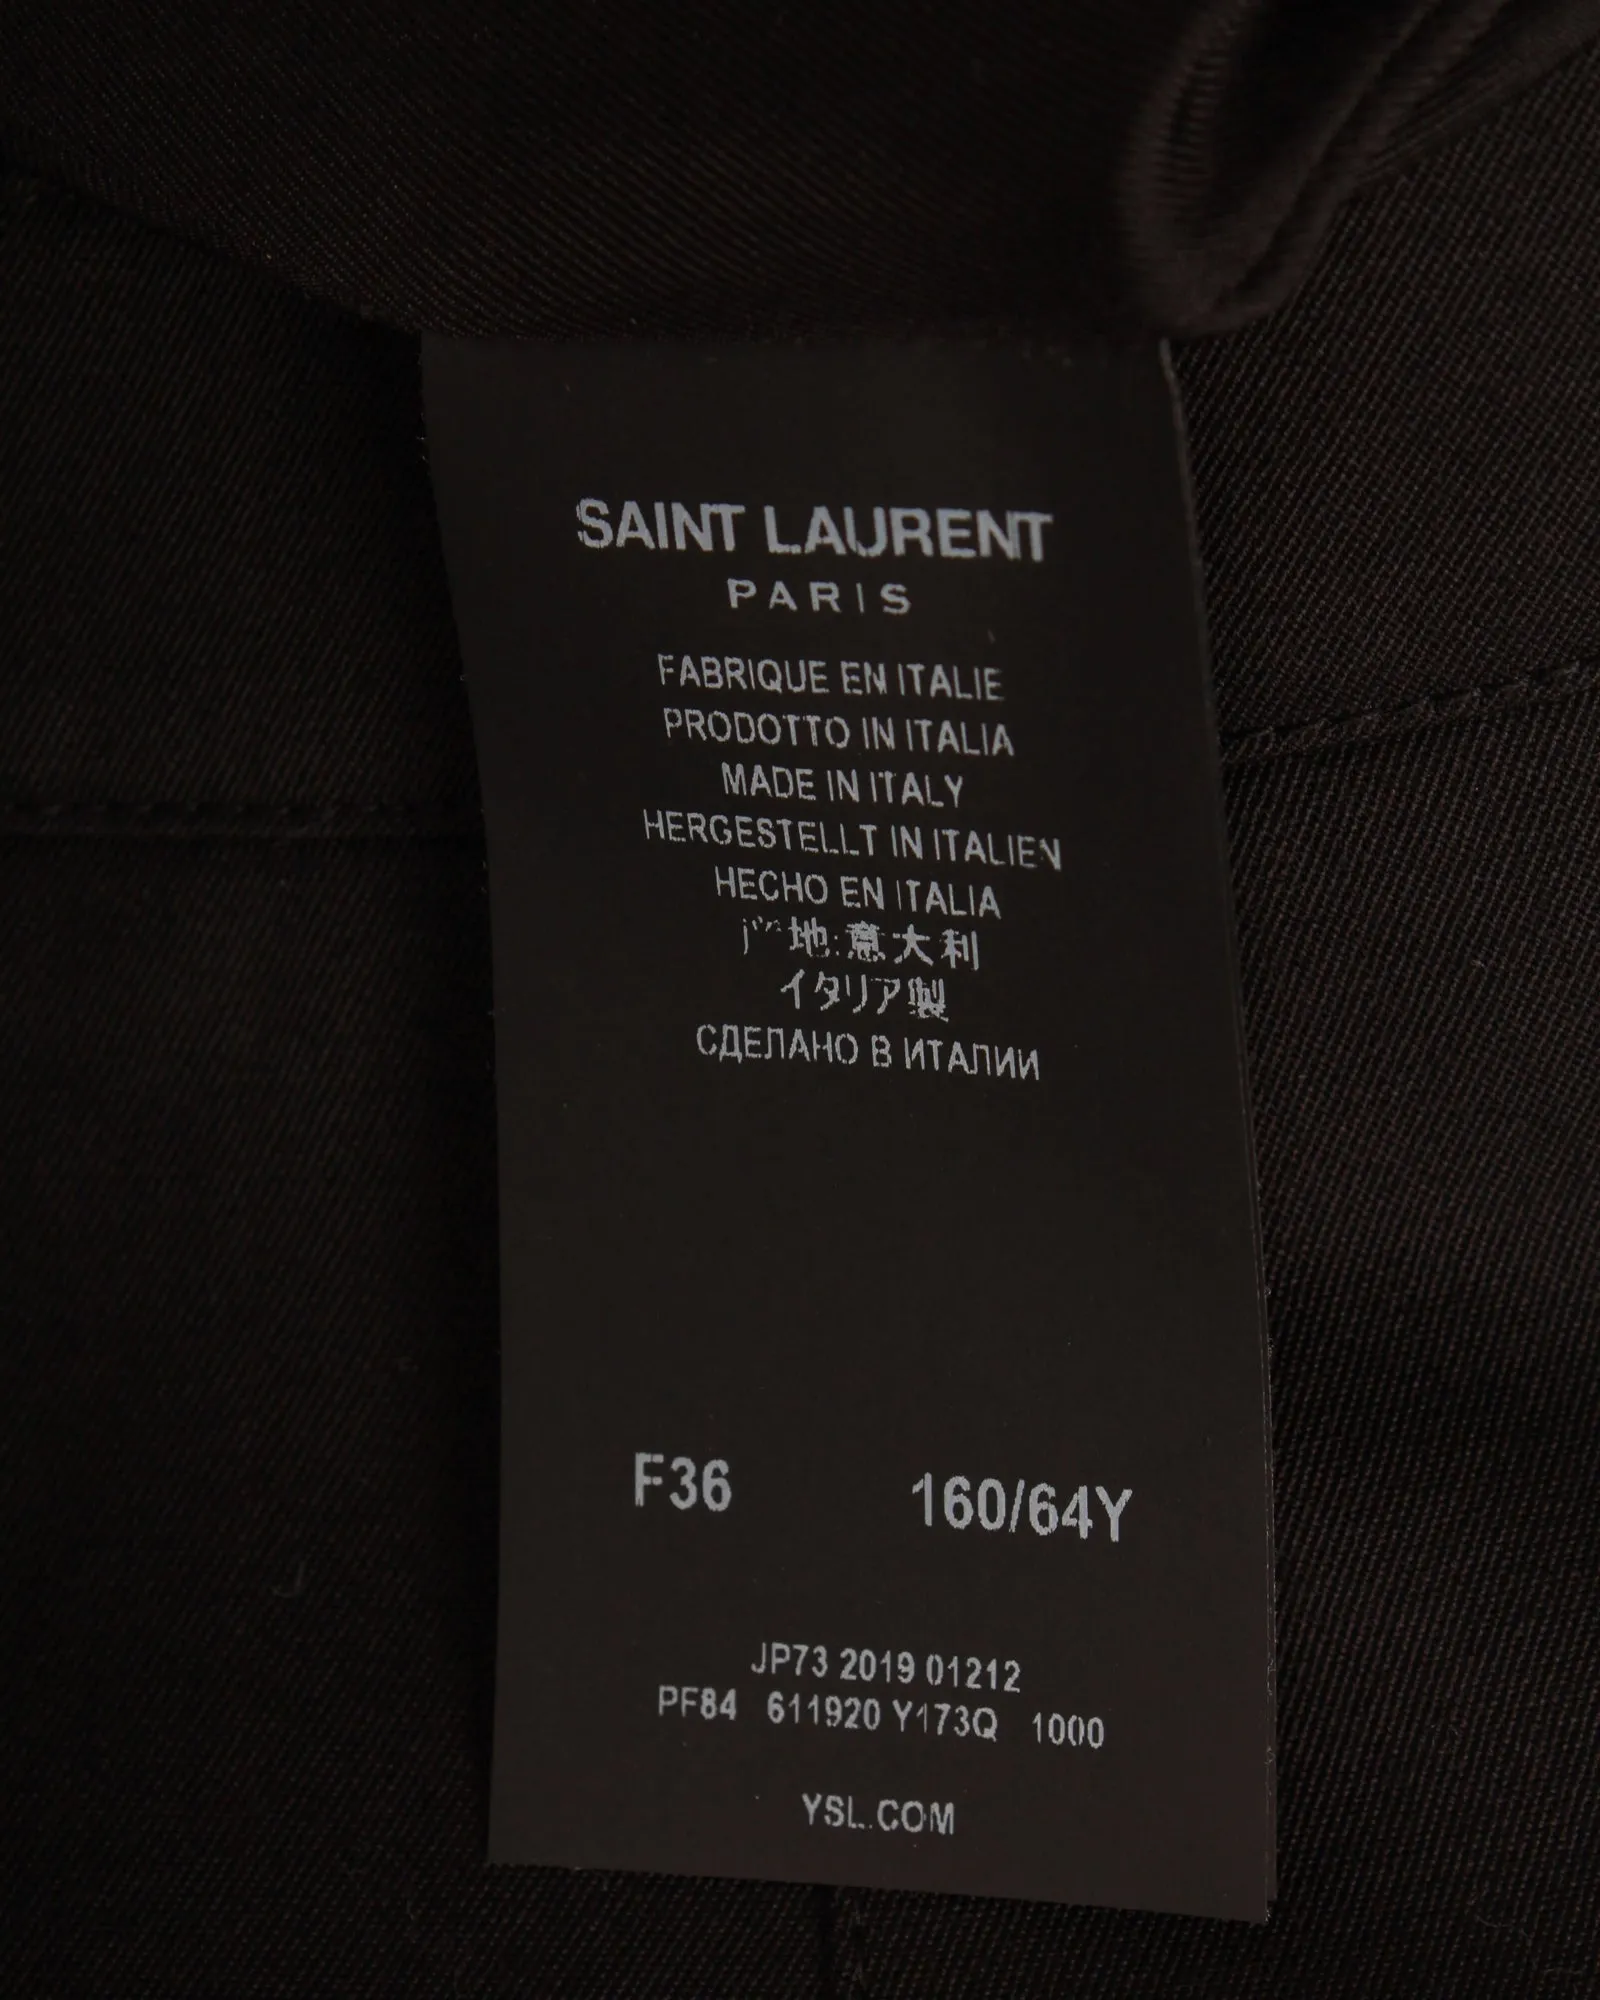 SAINT LAURENT
PARIS
FABRIQUE EN ITALIE
PRODOTTO IN ITALIA
MADE IN ITALY
HERGESTELLT IN ITALIEN
HECHO EN ITALIA
产地:意大利
イタリア製
СДЕЛАНО В ИТАЛИИ
F36 160/64Y
JP73 2019 01212
PF84 611920 Y173Q 1000
YSL.COM